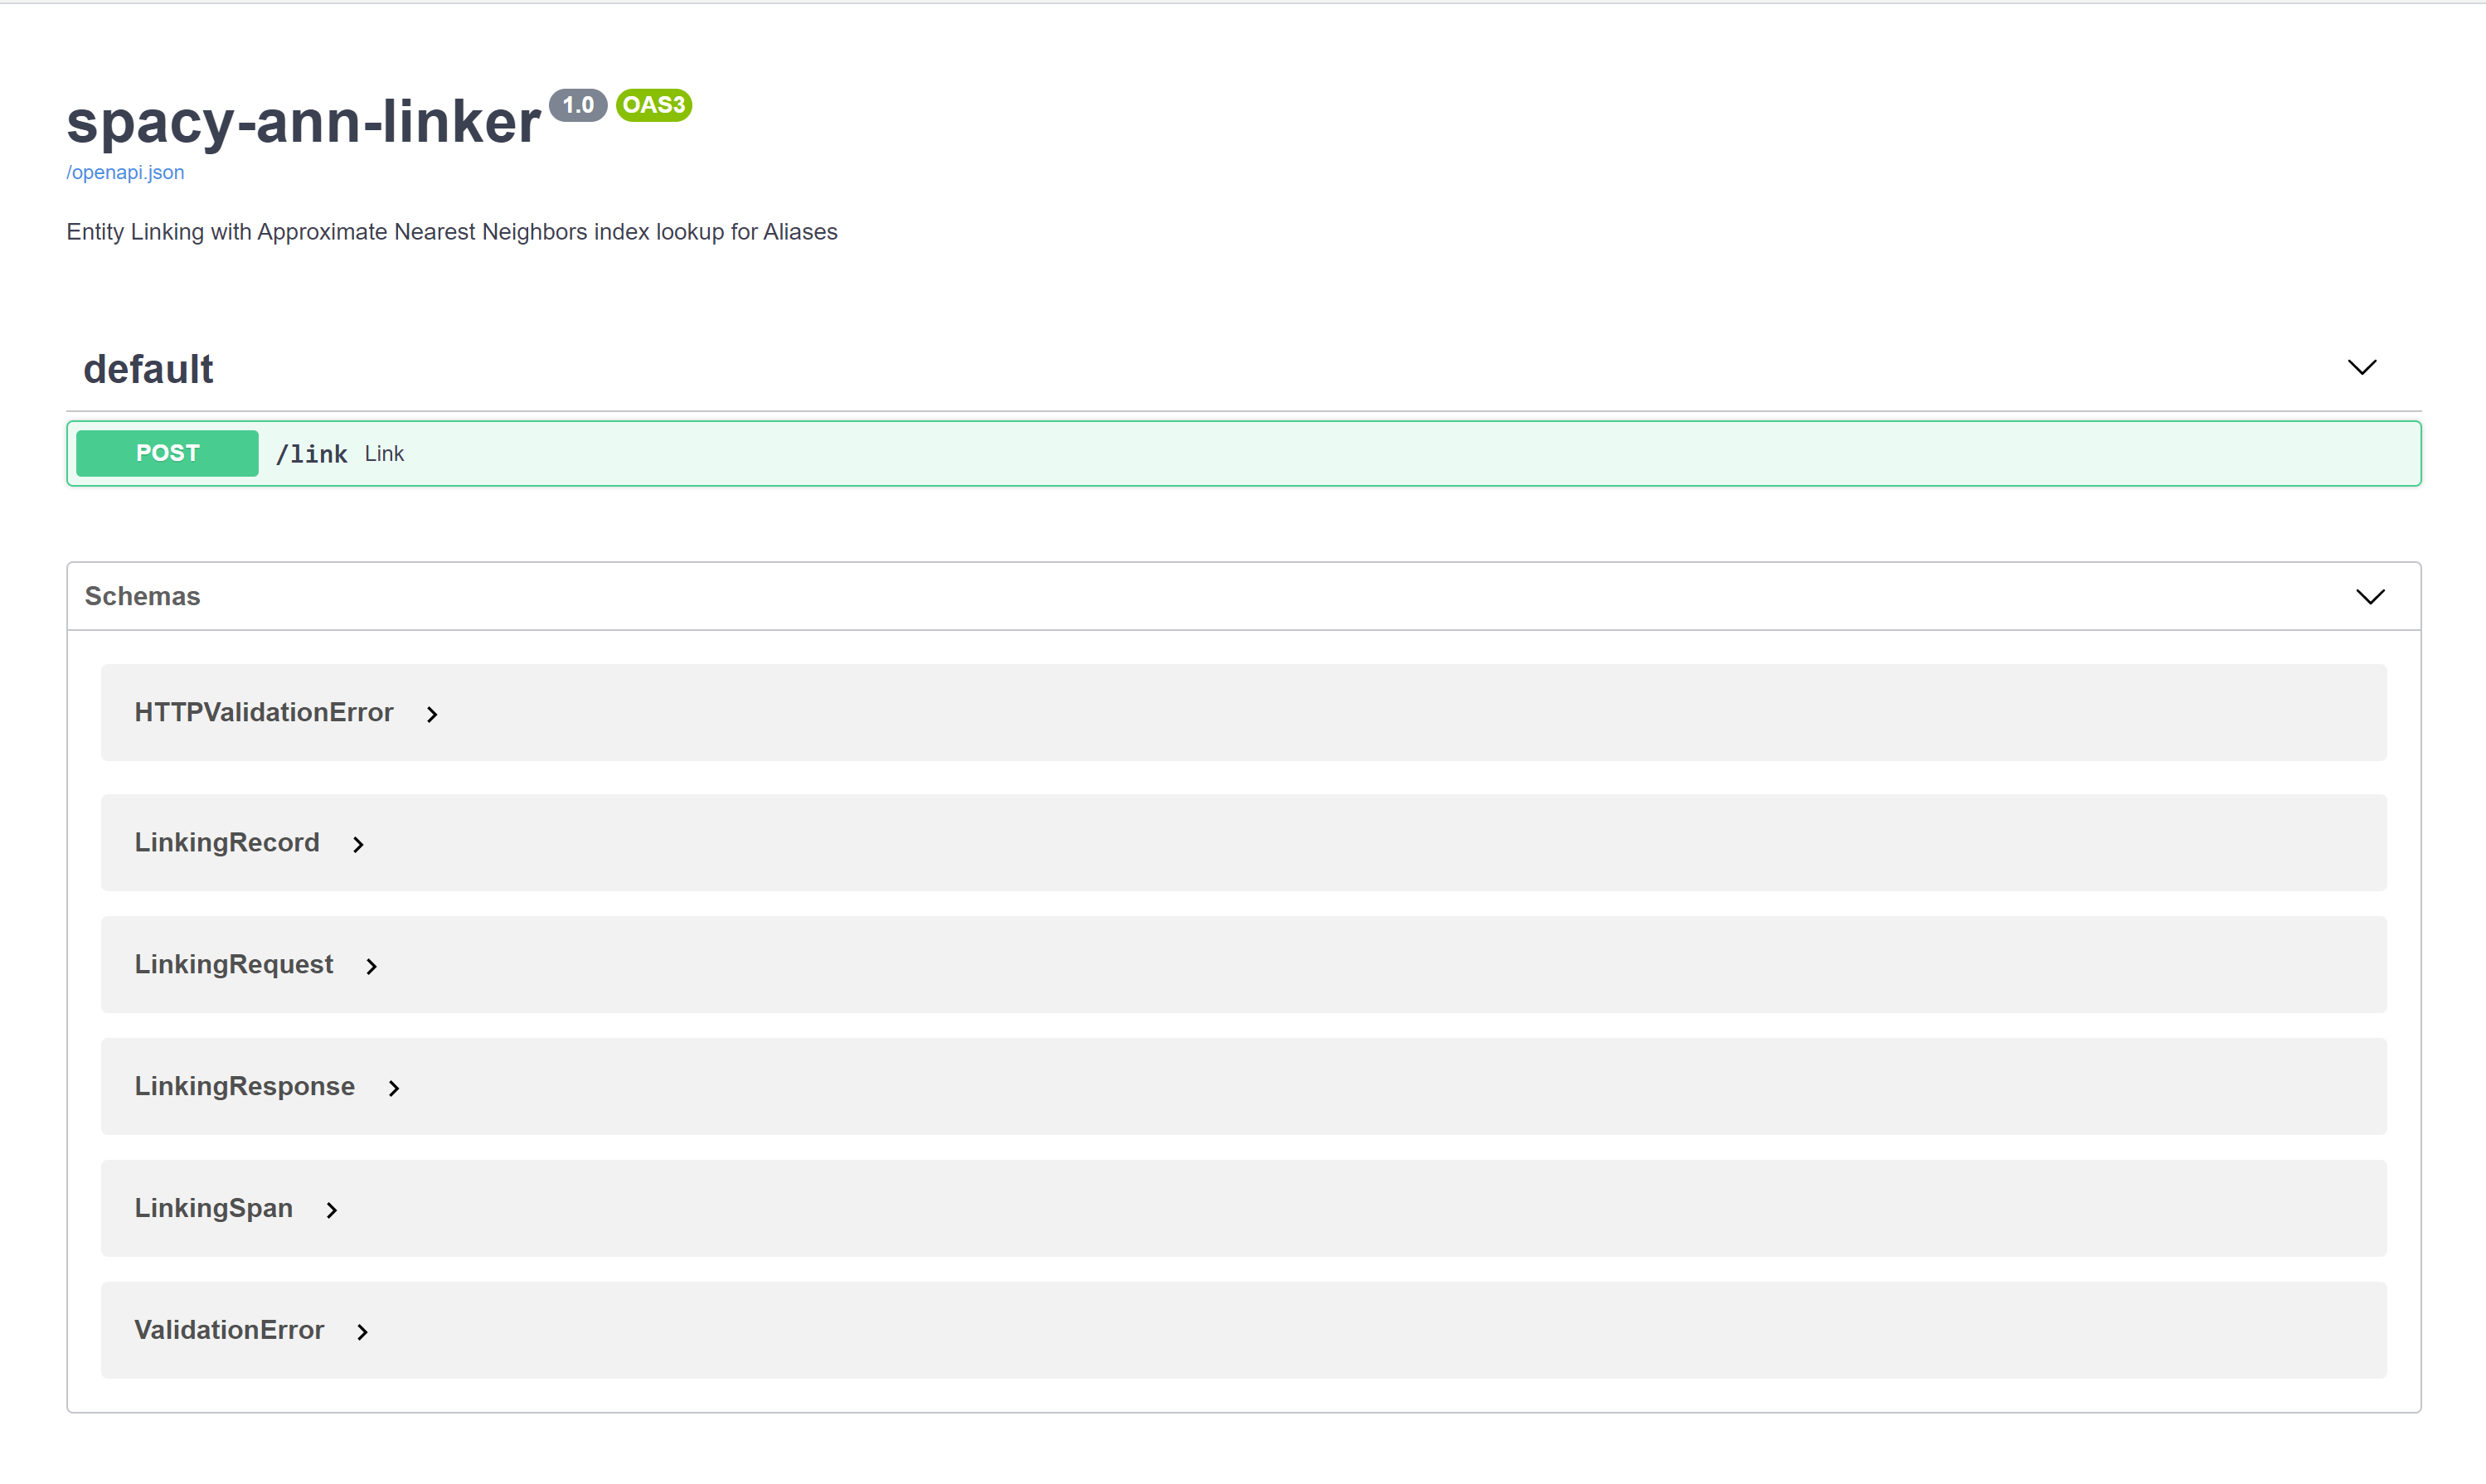 spacy-ann-linker 1.0 OAS3
/openapi.json
Entity Linking with Approximate Nearest Neighbors index lookup for Aliases
default
POST /link Link
Schemas
HTTPValidationError
LinkingRecord
LinkingRequest
LinkingResponse
LinkingSpan
ValidationError